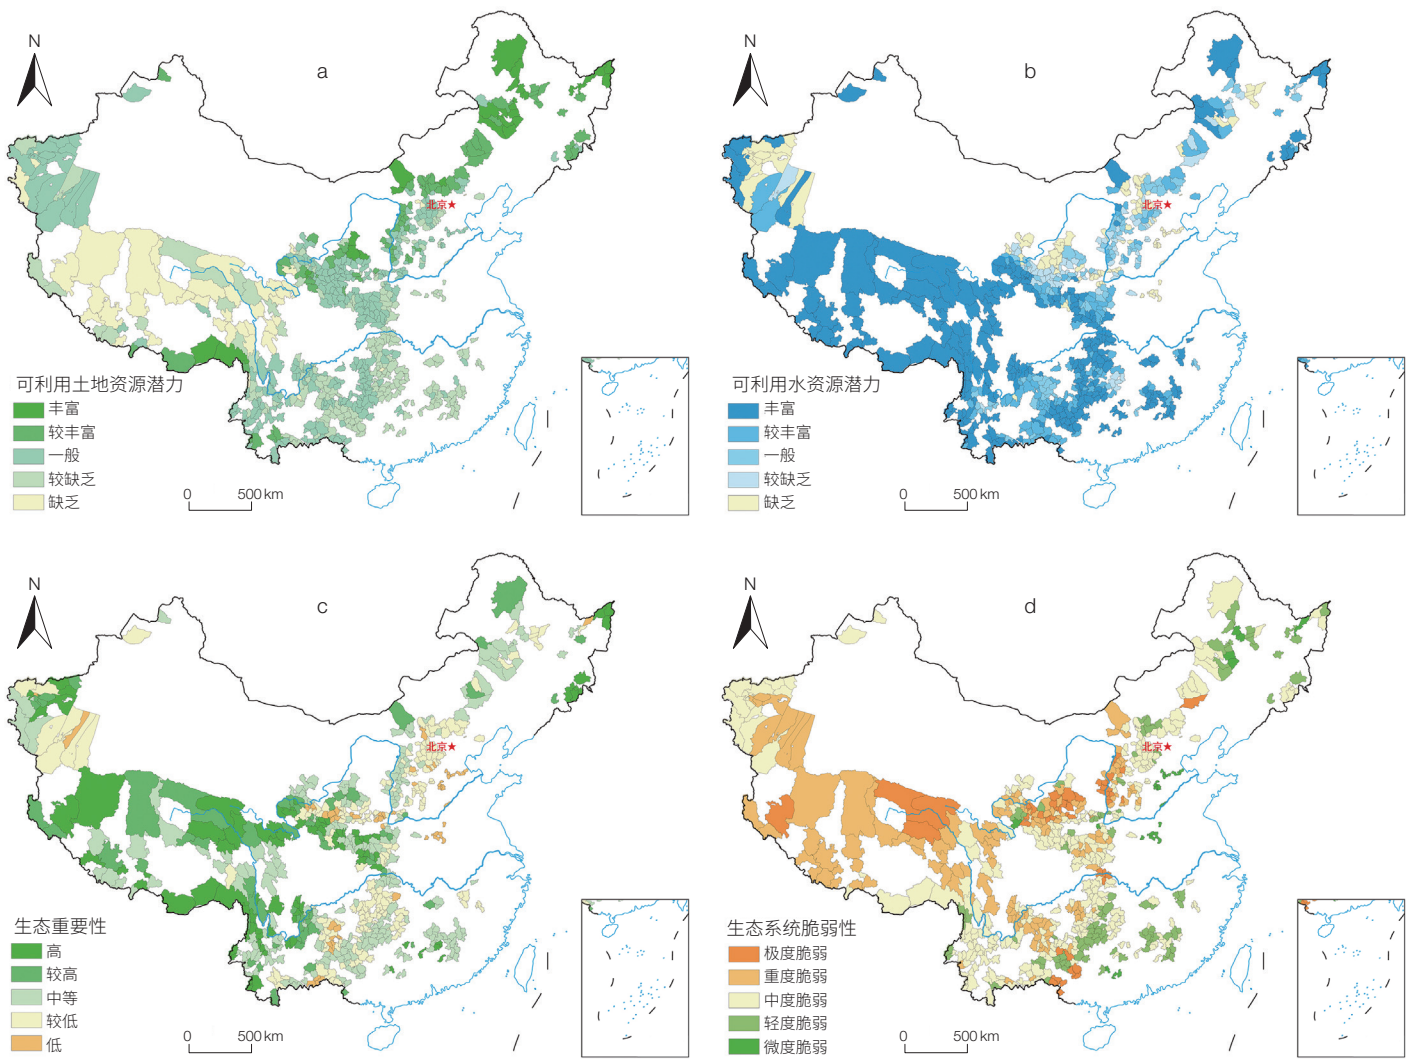 N
a
北京★
可利用土地资源潜力
丰富
较丰富
一般
较缺乏
缺乏
0 500 km
N
b
北京★
可利用水资源潜力
丰富
较丰富
一般
较缺乏
缺乏
0 500 km
N
c
北京★
生态重要性
高
较高
中等
较低
低
0 500 km
N
d
北京★
生态系统脆弱性
极度脆弱
重度脆弱
中度脆弱
轻度脆弱
微度脆弱
0 500 km